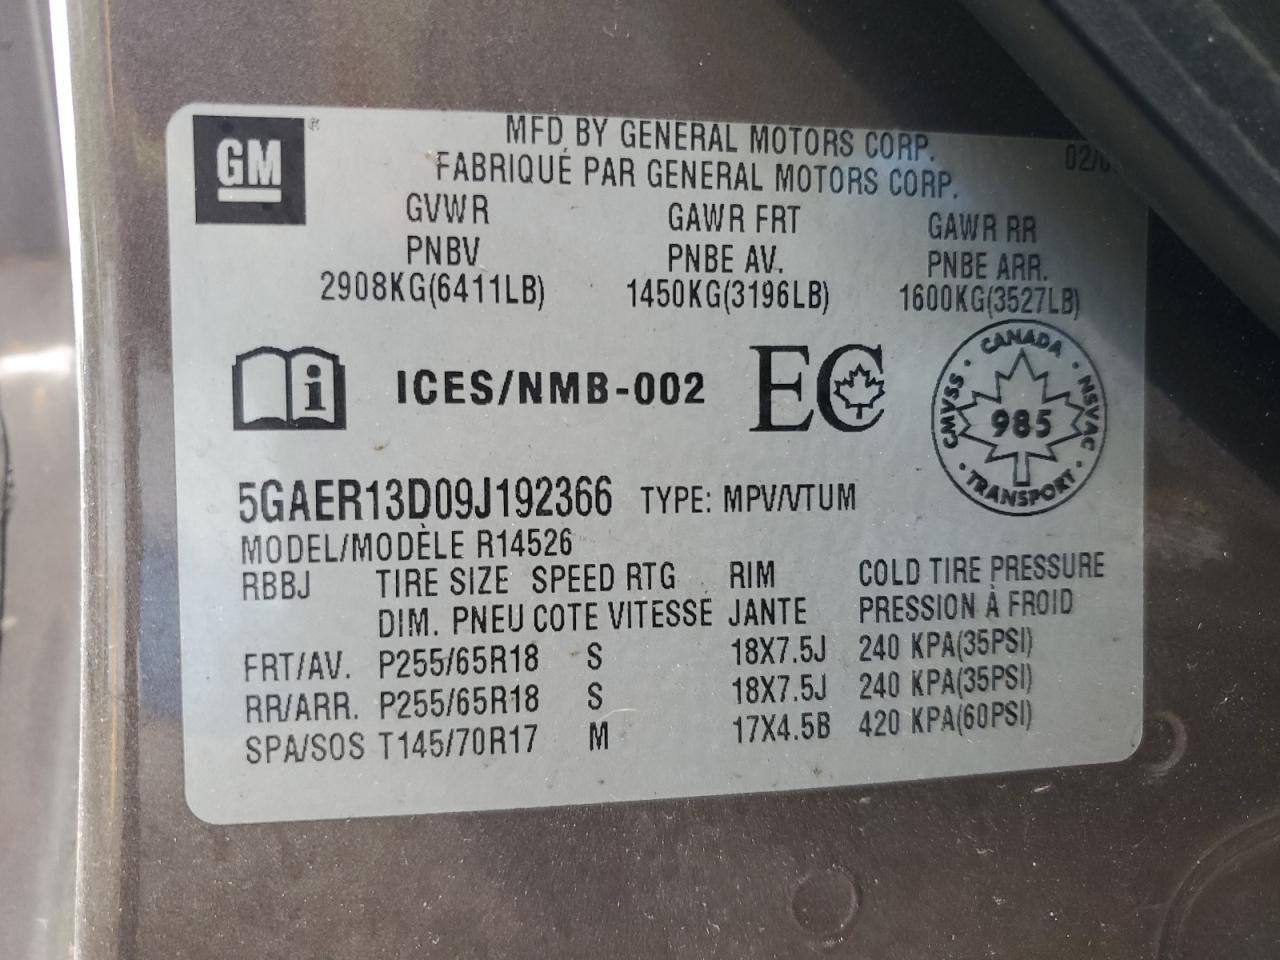 GM ®
MFD BY GENERAL MOTORS CORP.
02/0
FABRIQUÉ PAR GENERAL MOTORS CORP.
GVWR GAWR FRT GAWR RR
PNBV PNBE AV. PNBE ARR.
2908KG(6411LB) 1450KG(3196LB) 1600KG(3527LB)
i ICES/NMB-002 EC
CANADA
CMVSS 985 NSVAC
TRANSPORT
5GAER13D09J192366 TYPE: MPV/VTUM
MODEL/MODÈLE R14526
RBBJ TIRE SIZE SPEED RTG RIM COLD TIRE PRESSURE
DIM. PNEU COTE VITESSE JANTE PRESSION À FROID
FRT/AV. P255/65R18 S 18X7.5J 240 KPA(35PSI)
RR/ARR. P255/65R18 S 18X7.5J 240 KPA(35PSI)
SPA/SOS T145/70R17 M 17X4.5B 420 KPA(60PSI)